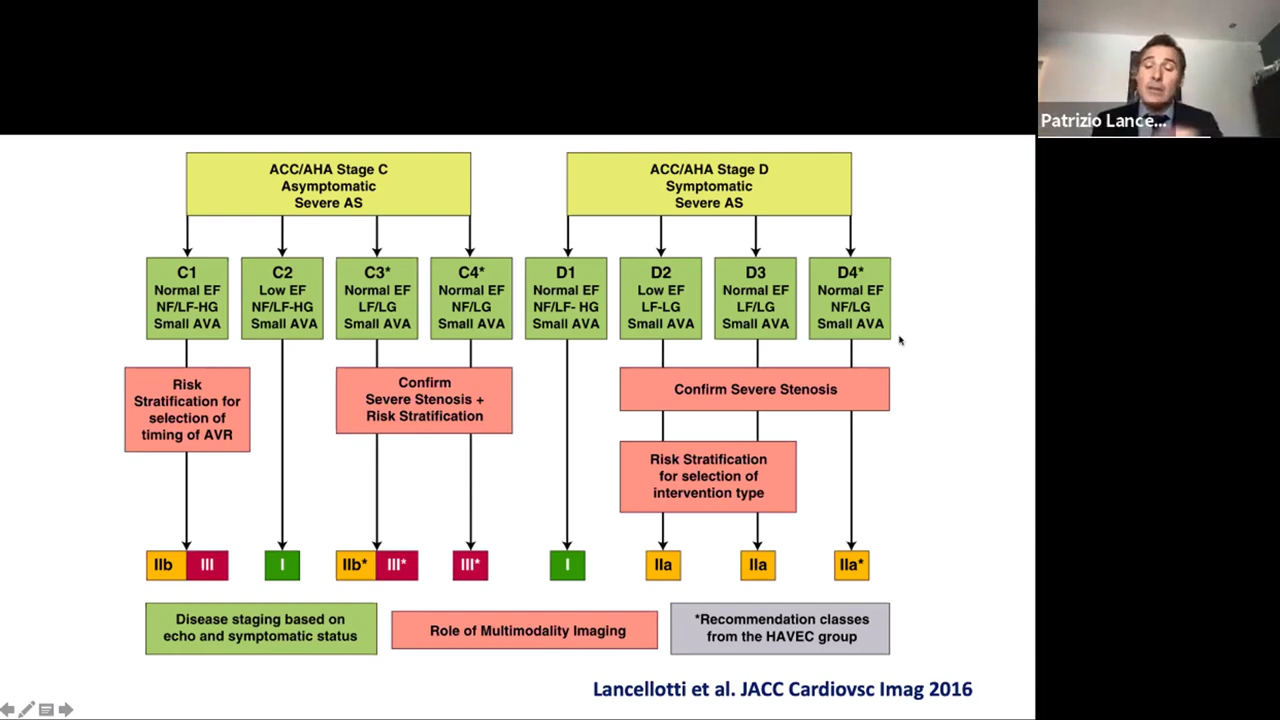 Patrizio Lance...
ACC/AHA Stage C
Asymptomatic
Severe AS
ACC/AHA Stage D
Symptomatic
Severe AS
C1
Normal EF
NF/LF-HG
Small AVA
C2
Low EF
NF/LF-HG
Small AVA
C3*
Normal EF
LF/LG
Small AVA
C4*
Normal EF
NF/LG
Small AVA
D1
Normal EF
NF/LF- HG
Small AVA
D2
Low EF
LF-LG
Small AVA
D3
Normal EF
LF/LG
Small AVA
D4*
Normal EF
NF/LG
Small AVA
Risk
Stratification for
selection of
timing of AVR
Confirm
Severe Stenosis +
Risk Stratification
Confirm Severe Stenosis
Risk Stratification
for selection of
intervention type
IIb III
I
IIb* III*
III*
I
IIa
IIa
IIa*
Disease staging based on
echo and symptomatic status
Role of Multimodality Imaging
*Recommendation classes
from the HAVEC group
Lancellotti et al. JACC Cardiovsc Imag 2016